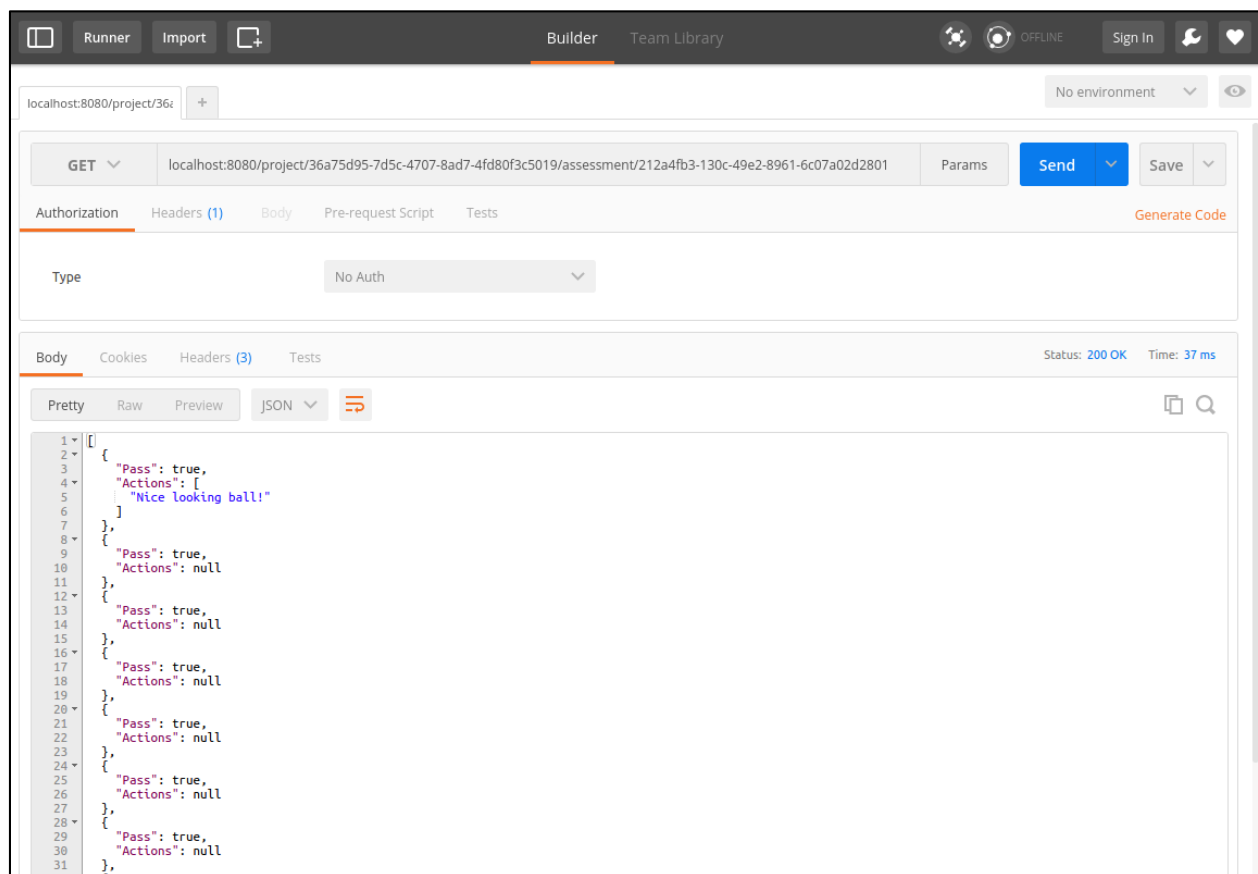 Runner Import Builder Team Library OFFLINE Sign In
localhost:8080/project/36a + No environment
GET localhost:8080/project/36a75d95-7d5c-4707-8ad7-4fd80f3c5019/assessment/212a4fb3-130c-49e2-8961-6c07a02d2801 Params Send Save
Authorization Headers (1) Body Pre-request Script Tests Generate Code
Type No Auth
Body Cookies Headers (3) Tests Status: 200 OK Time: 37 ms
Pretty Raw Preview JSON
1 [
2 {
3 "Pass": true,
4 "Actions": [
5 "Nice looking ball!"
6 ]
7 },
8 {
9 "Pass": true,
10 "Actions": null
11 },
12 {
13 "Pass": true,
14 "Actions": null
15 },
16 {
17 "Pass": true,
18 "Actions": null
19 },
20 {
21 "Pass": true,
22 "Actions": null
23 },
24 {
25 "Pass": true,
26 "Actions": null
27 },
28 {
29 "Pass": true,
30 "Actions": null
31 },